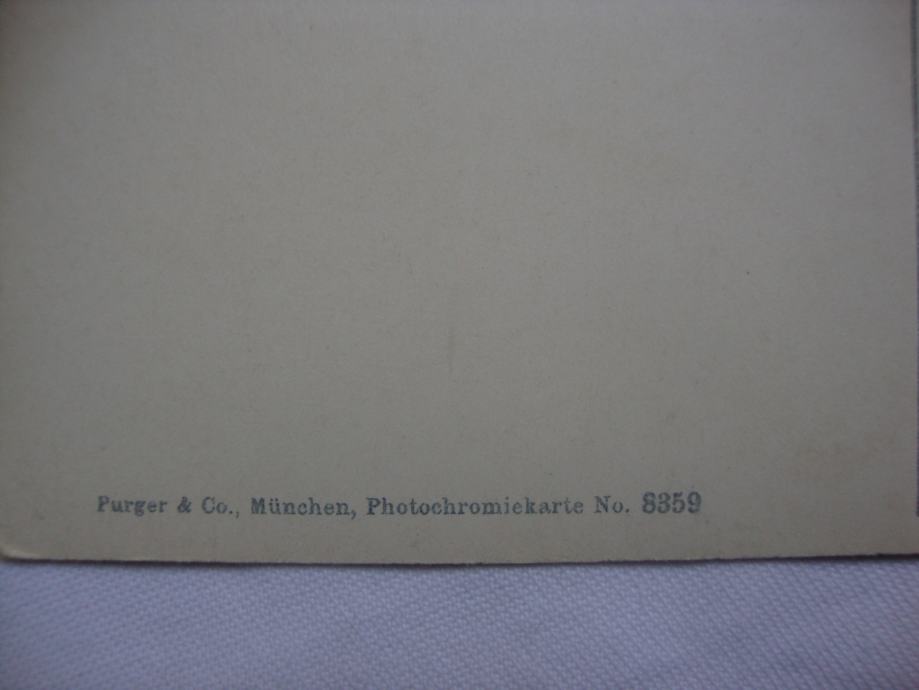 Purger & Co., München, Photochromiekarte No. 8359